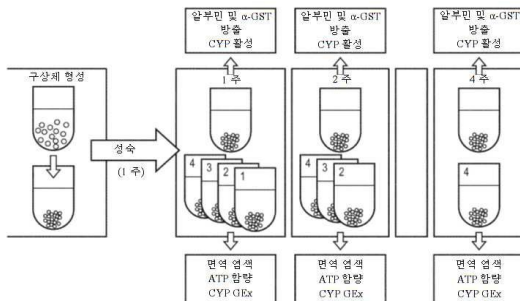 알부민 및 α-GST
방출
CYP 활성
알부민 및 α-GST
방출
CYP 활성
알부민 및 α-GST
방출
CYP 활성
구상체 형성
성숙
(1 주)
1 주
4
3
2
1
2 주
4
3
2
4 주
4
면역 염색
ATP 함량
CYP GEx
면역 염색
ATP 함량
CYP GEx
면역 염색
ATP 함량
CYP GEx